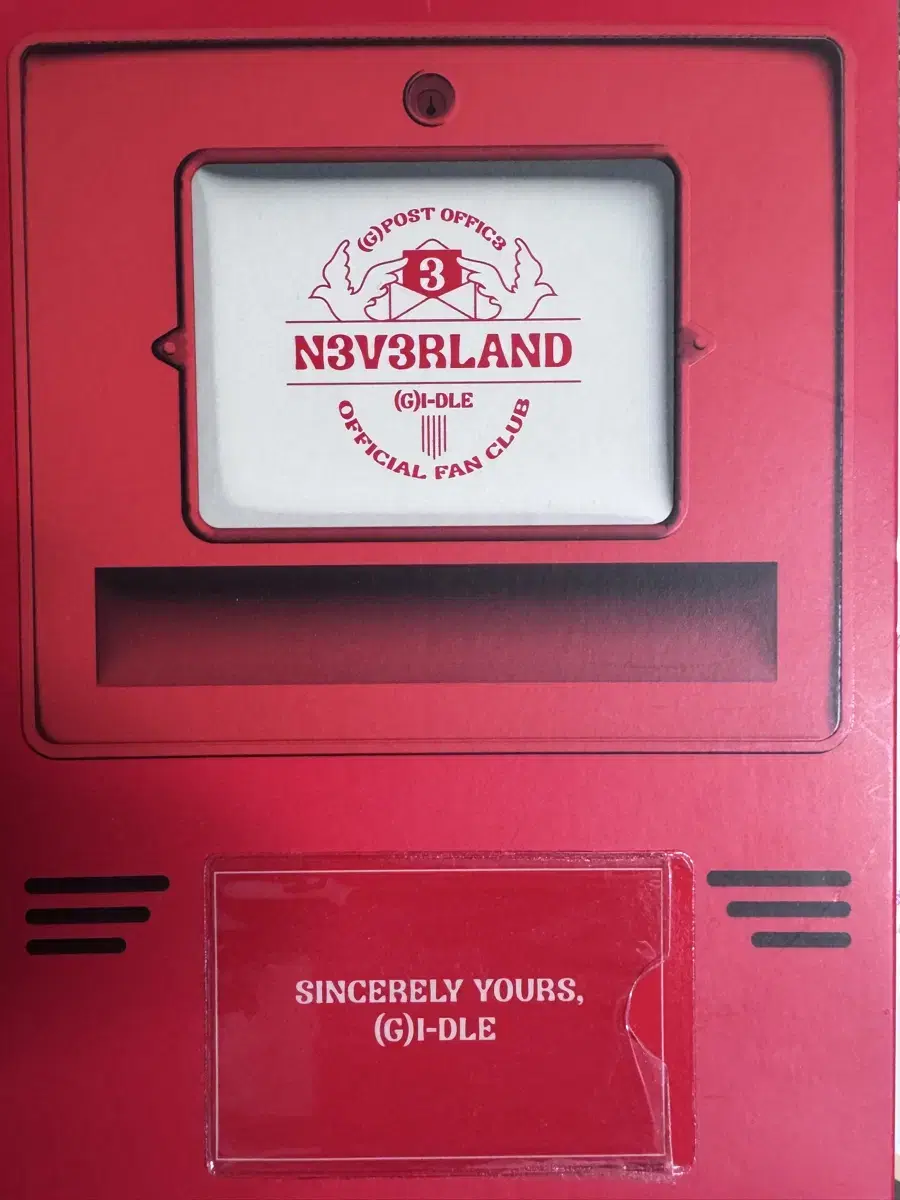 (G)POST OFFIC3
3
N3V3RLAND
(G)I-DLE
OFFICIAL FAN CLUB
SINCERELY YOURS,
(G)I-DLE